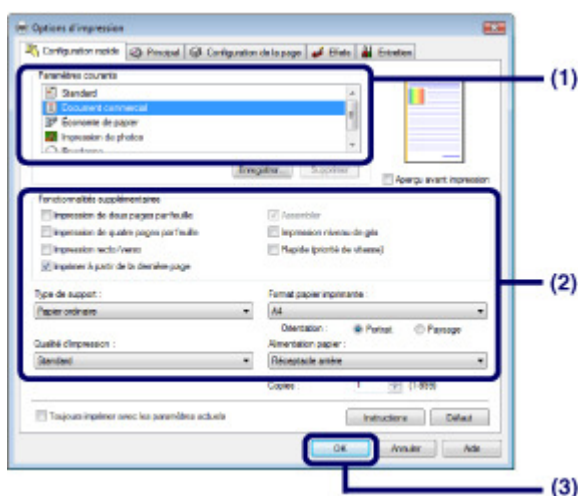 Options d'impression
Configuration rapide Principal Configuration de la page Effets Entretien
Paramètres courants
(1)
Standard
Document commercial
Économie de papier
Impression de photos
Enregistrer... Supprimer
Aperçu avant impression
Fonctionnalités supplémentaires
Impression de deux pages par feuille Assembler
Impression de quatre pages par feuille Impression niveau de gris
Impression recto/verso Rapide (priorité de vitesse)
Imprimer à partir de la dernière page
(2)
Type de support : Format papier imprimante :
Papier ordinaire A4
Orientation : Portrait Paysage
Qualité d'impression : Alimentation papier :
Standard Réceptacle arrière
Copies : 1 (1-999)
Toujours imprimer avec les paramètres actuels Instructions Défaut
OK Annuler Aide
(3)